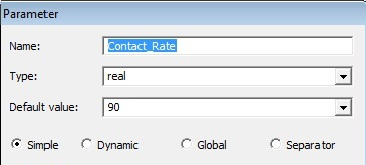 Parameter
Name: Contact_Rate
Type: real
Default value: 90
Simple Dynamic Global Separator